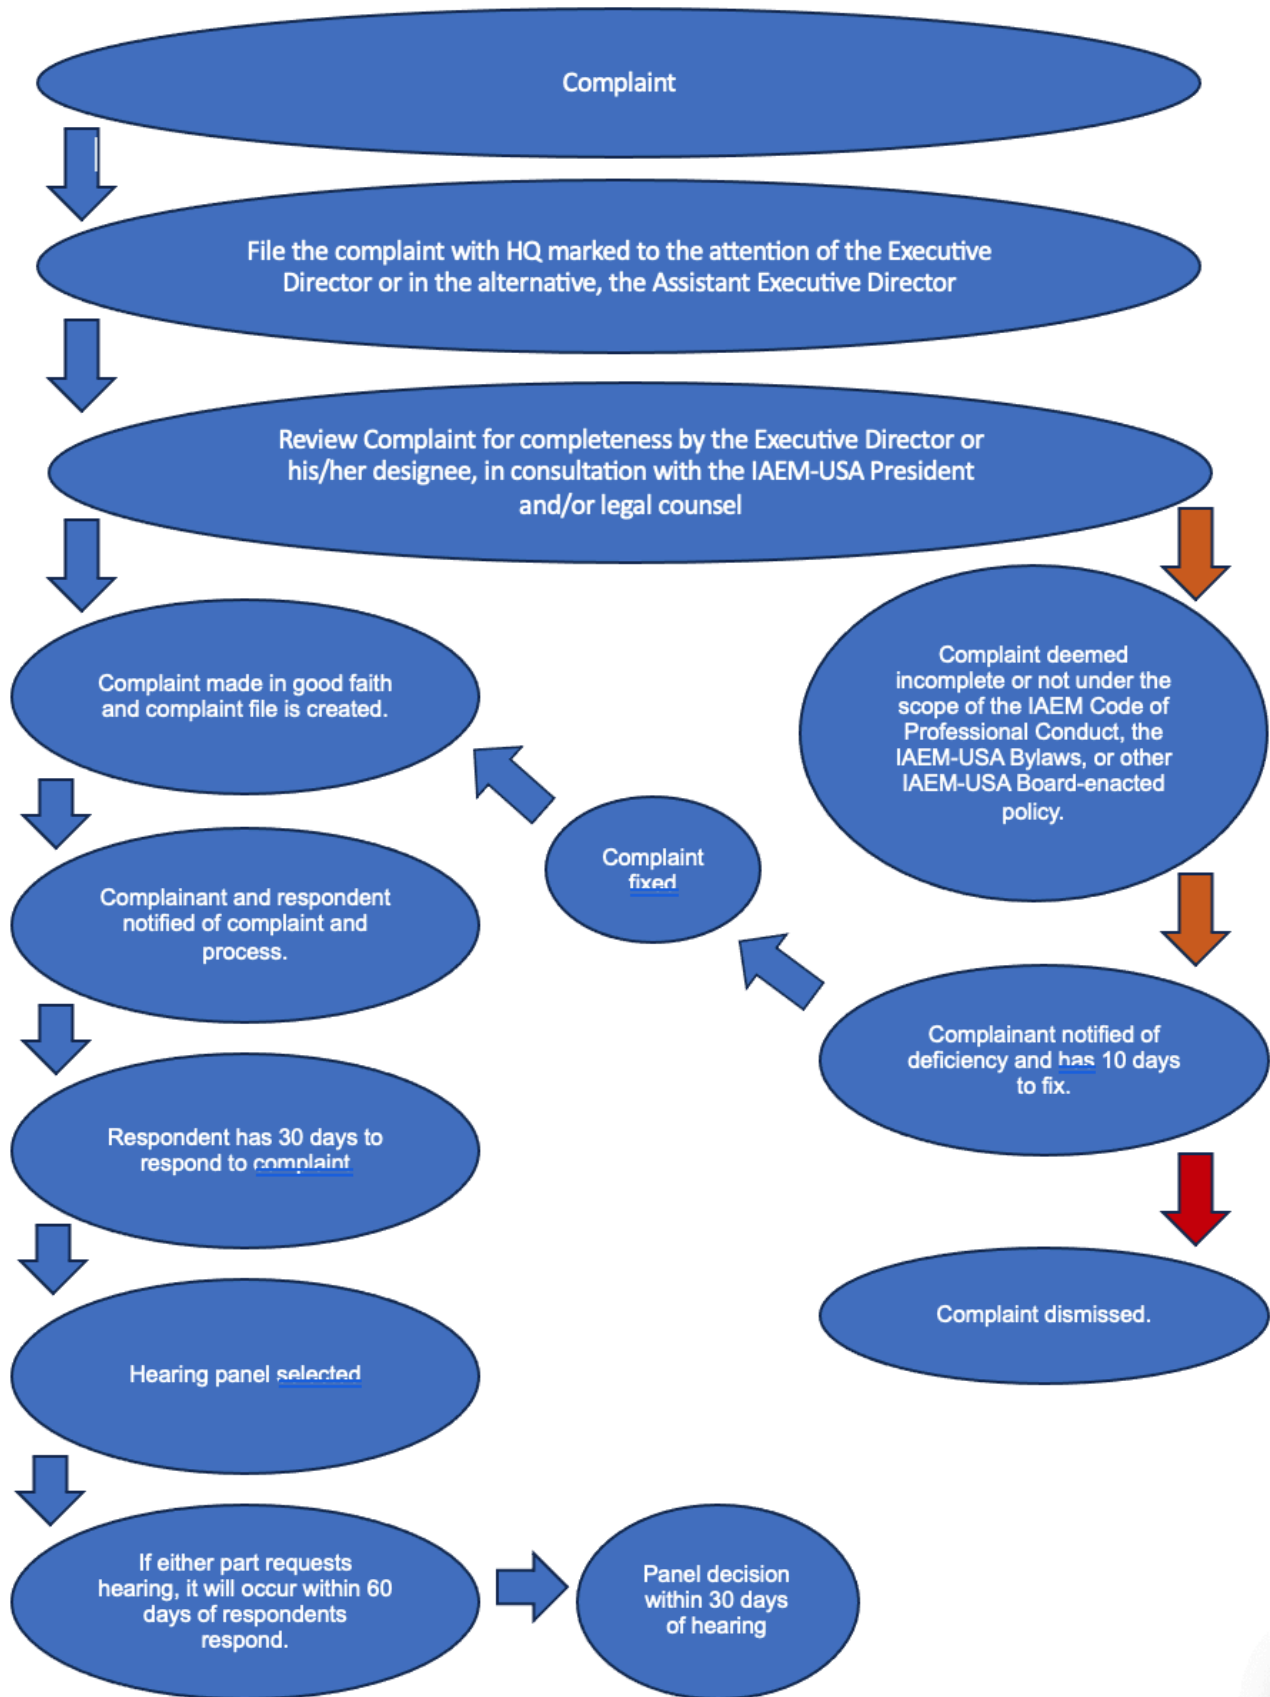 Complaint
File the complaint with HQ marked to the attention of the Executive
Director or in the alternative, the Assistant Executive Director
Review Complaint for completeness by the Executive Director or
his/her designee, in consultation with the IAEM-USA President
and/or legal counsel
Complaint made in good faith
and complaint file is created.
Complaint deemed
incomplete or not under the
scope of the IAEM Code of
Professional Conduct, the
IAEM-USA Bylaws, or other
IAEM-USA Board-enacted
policy.
Complaint
fixed
Complainant and respondent
notified of complaint and
process.
Complainant notified of
deficiency and has 10 days
to fix.
Respondent has 30 days to
respond to complaint
Complaint dismissed.
Hearing panel selected
If either part requests
hearing, it will occur within 60
days of respondents
respond.
Panel decision
within 30 days
of hearing